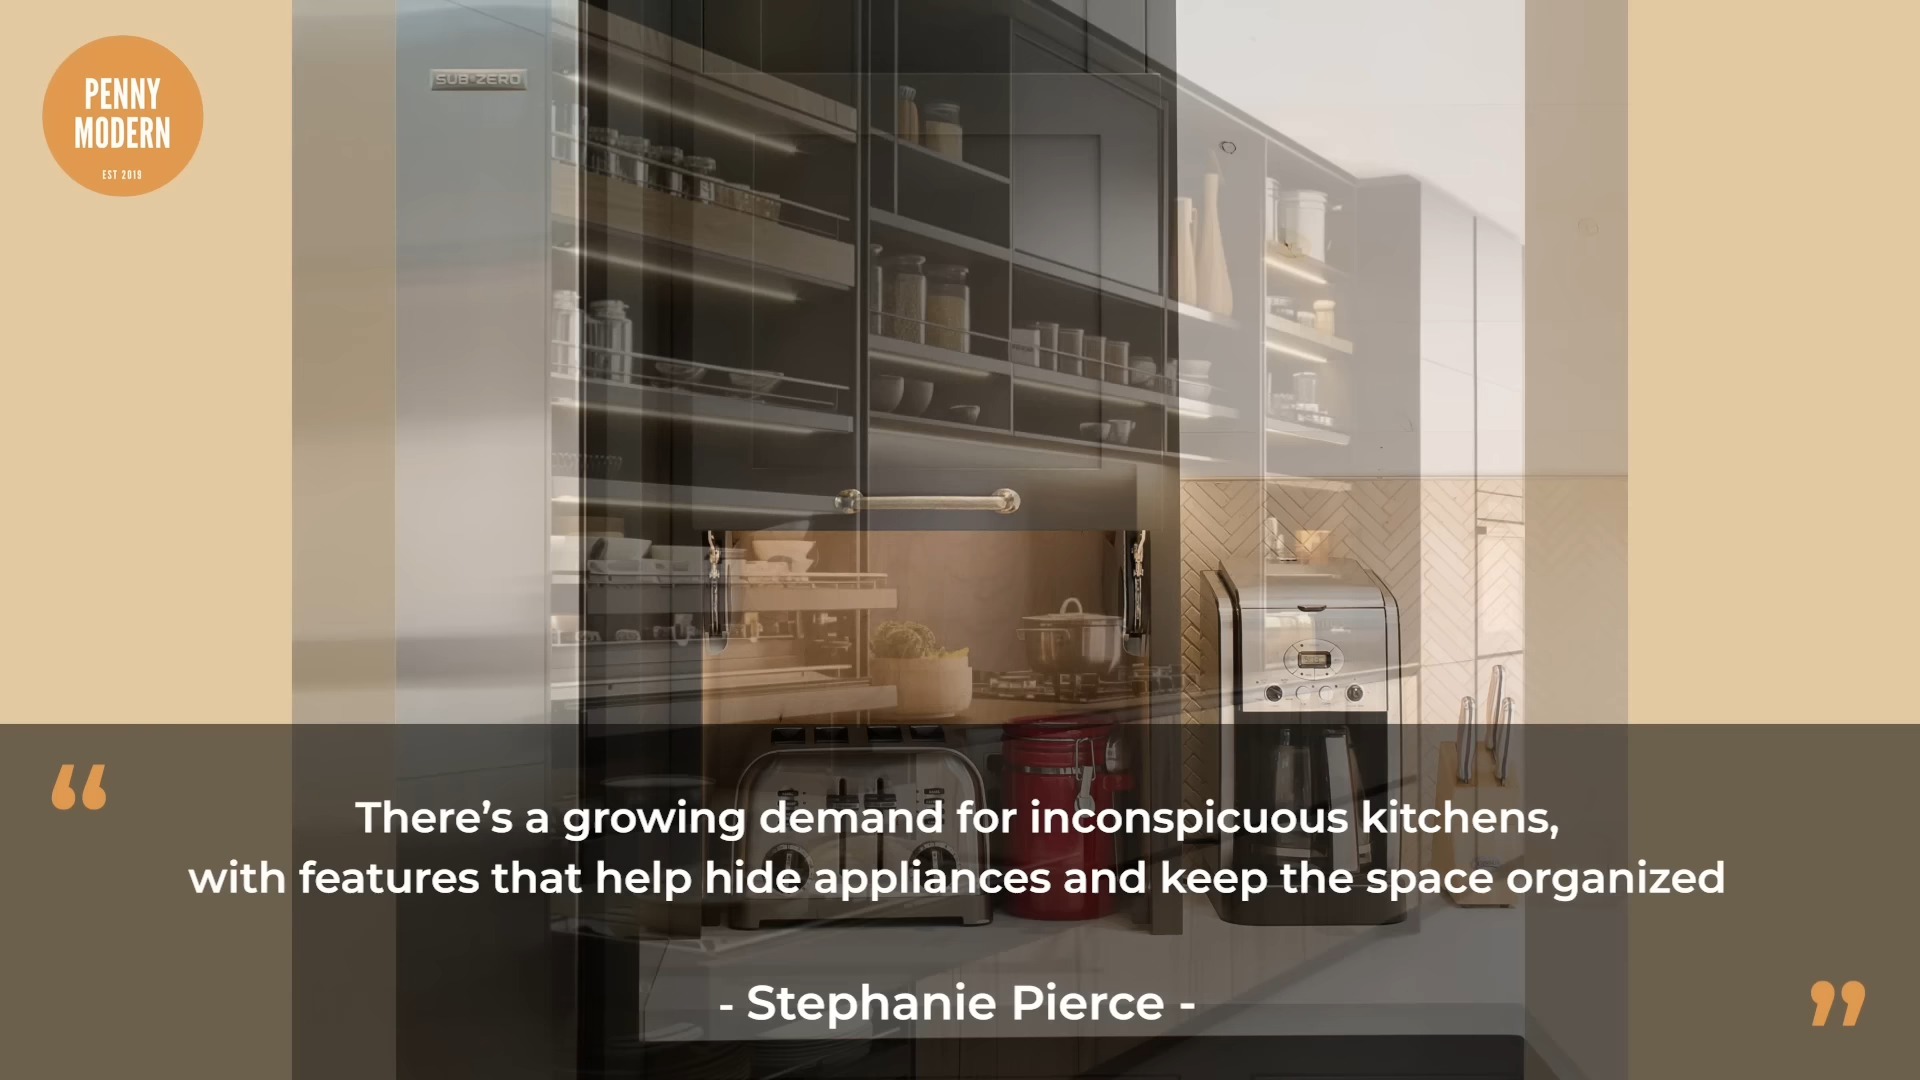 PENNY
MODERN
EST 2019
SUB-ZERO
“
There’s a growing demand for inconspicuous kitchens,
with features that help hide appliances and keep the space organized
- Stephanie Pierce -
”